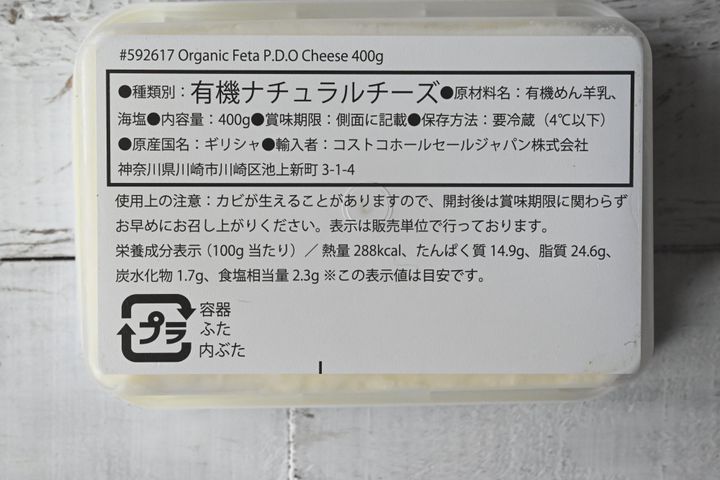 #592617 Organic Feta P.D.O Cheese 400g
●種類別：有機ナチュラルチーズ●原材料名：有機めん羊乳、
海塩●内容量：400g●賞味期限：側面に記載●保存方法：要冷蔵（4℃以下）
●原産国名：ギリシャ●輸入者：コストコホールセールジャパン株式会社
神奈川県川崎市川崎区池上新町 3-1-4
使用上の注意：カビが生えることがありますので、開封後は賞味期限に関わらず
お早めにお召し上がりください。表示は販売単位で行っております。
栄養成分表示（100g 当たり）／熱量 288kcal、たんぱく質 14.9g、脂質 24.6g、
炭水化物 1.7g、食塩相当量 2.3g ※この表示値は目安です。
プラ
容器
ふた
内ぶた